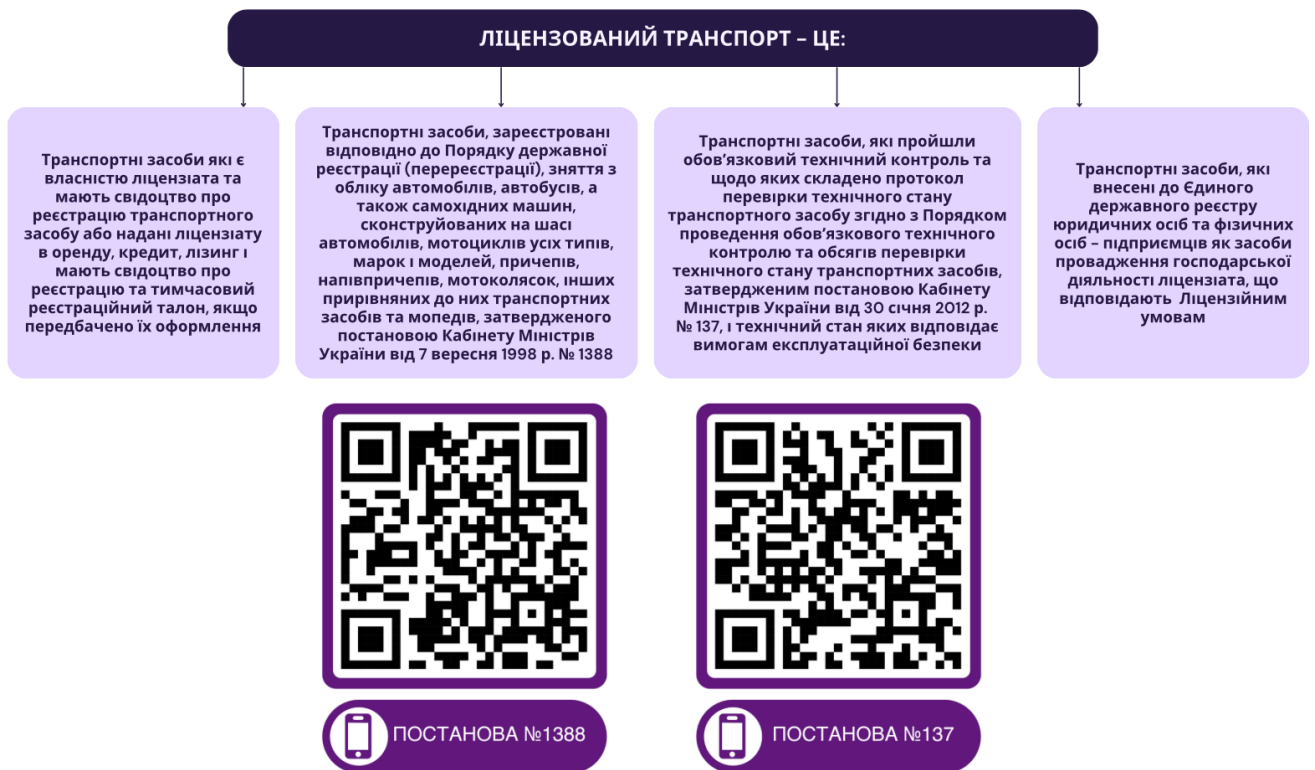 ЛІЦЕНЗОВАНИЙ ТРАНСПОРТ – ЦЕ:
Транспортні засоби які є
власністю ліцензіата та
мають свідоцтво про
реєстрацію транспортного
засобу або надані ліцензіату
в оренду, кредит, лізинг і
мають свідоцтво про
реєстрацію та тимчасовий
реєстраційний талон, якщо
передбачено їх оформлення
Транспортні засоби, зареєстровані
відповідно до Порядку державної
реєстрації (перереєстрації), зняття з
обліку автомобілів, автобусів, а
також самохідних машин,
сконструйованих на шасі
автомобілів, мотоциклів усіх типів,
марок і моделей, причепів,
напівпричепів, мотоколясок, інших
прирівняних до них транспортних
засобів та мопедів, затвердженого
постановою Кабінету Міністрів
України від 7 вересня 1998 р. № 1388
Транспортні засоби, які пройшли
обов’язковий технічний контроль та
щодо яких складено протокол
перевірки технічного стану
транспортного засобу згідно з Порядком
проведення обов’язкового технічного
контролю та обсягів перевірки
технічного стану транспортних засобів,
затвердженим постановою Кабінету
Міністрів України від 30 січня 2012 р.
№ 137, і технічний стан яких відповідає
вимогам експлуатаційної безпеки
Транспортні засоби, які
внесені до Єдиного
державного реєстру
юридичних осіб та фізичних
осіб – підприємців як засоби
провадження господарської
діяльності ліцензіата, що
відповідають Ліцензійним
умовам
ПОСТАНОВА №1388
ПОСТАНОВА №137